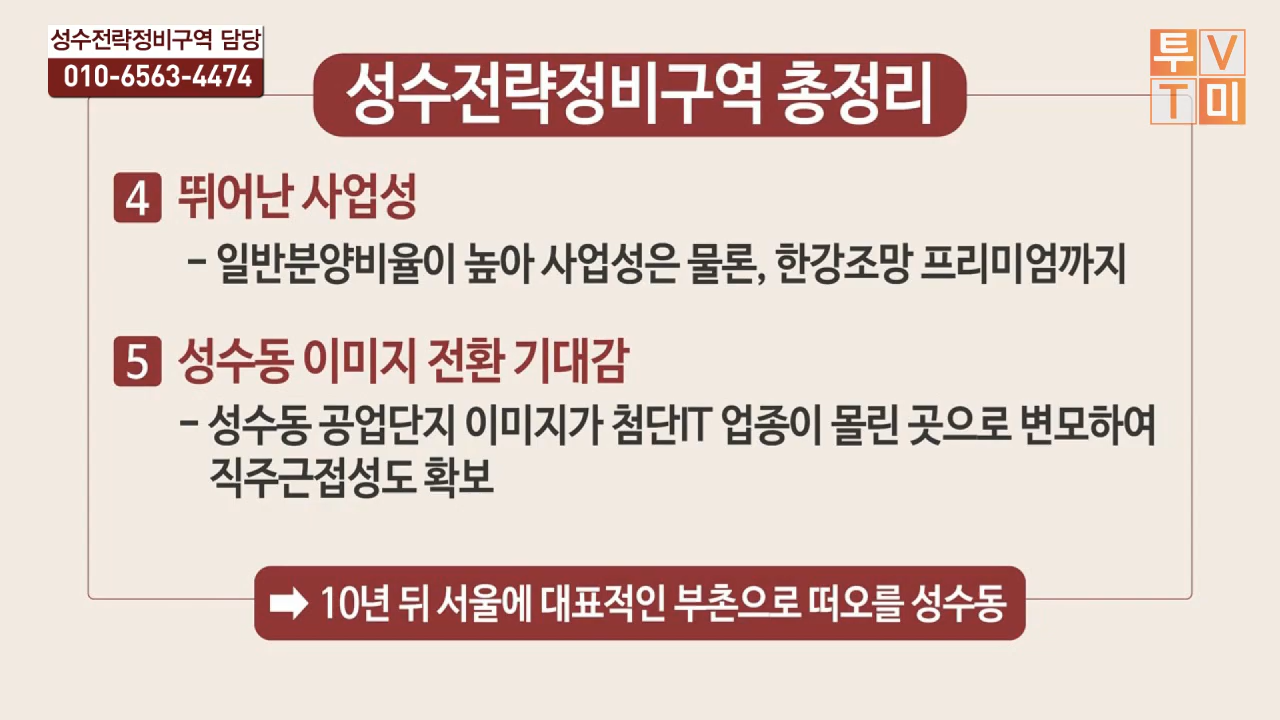 성수전략정비구역 담당
010-6563-4474
투V
T미
성수전략정비구역 총정리
4 뛰어난 사업성
- 일반분양비율이 높아 사업성은 물론, 한강조망 프리미엄까지
5 성수동 이미지 전환 기대감
- 성수동 공업단지 이미지가 첨단IT 업종이 몰린 곳으로 변모하여
직주근접성도 확보
➡ 10년 뒤 서울에 대표적인 부촌으로 떠오를 성수동